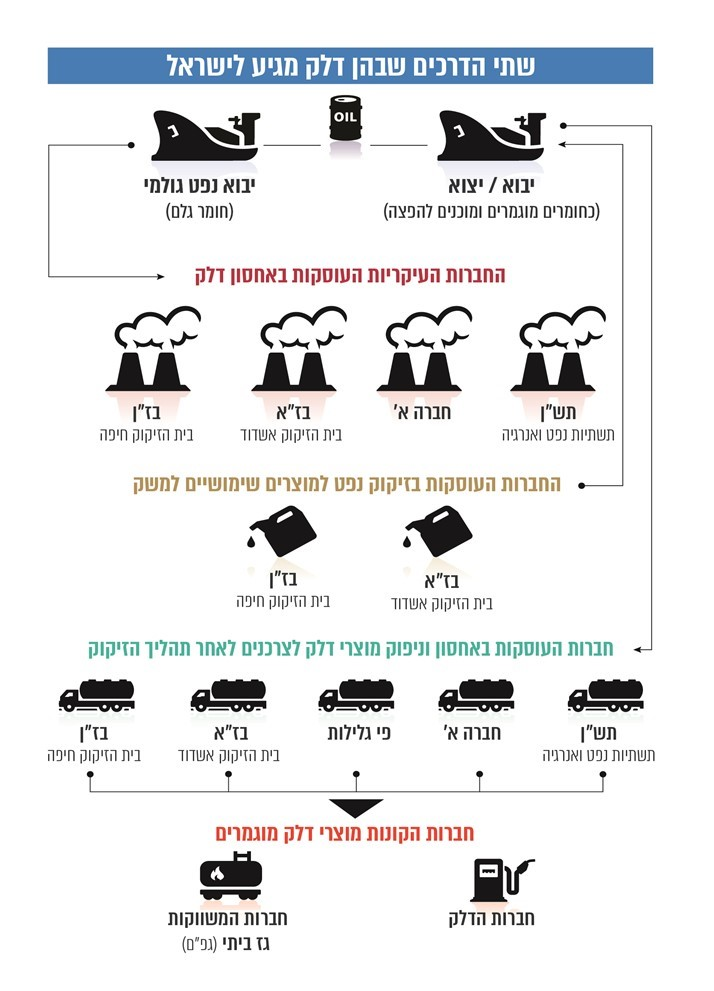 שתי הדרכים שבהן דלק מגיע לישראל
OIL
יבוא / יצוא
(כחומרים מוגמרים ומוכנים להפצה)
יבוא נפט גולמי
(חומר גלם)
החברות העיקריות העוסקות באחסון דלק
תש"ן
תשתיות נפט ואנרגיה
חברה א'
בז"א
בית הזיקוק אשדוד
בז"ן
בית הזיקוק חיפה
החברות העוסקות בזיקוק נפט למוצרים שימושיים למשק
בז"א
בית הזיקוק אשדוד
בז"ן
בית הזיקוק חיפה
חברות העוסקות באחסון וניפוק מוצרי דלק לצרכנים לאחר תהליך הזיקוק
תש"ן
תשתיות נפט ואנרגיה
חברה א'
פי גלילות
בז"א
בית הזיקוק אשדוד
בז"ן
בית הזיקוק חיפה
חברות הקונות מוצרי דלק מוגמרים
חברות הדלק
חברות המשווקות
גז ביתי (גפ"ם)